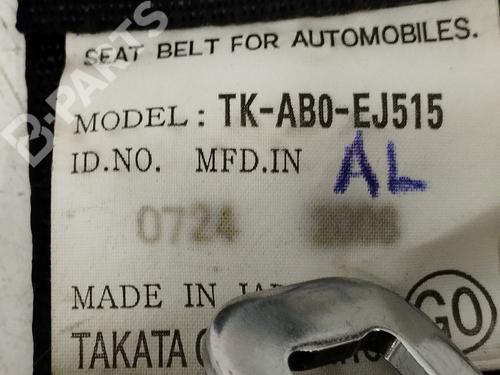 B-PARTS
SEAT BELT FOR AUTOMOBILES.
MODEL : TK-AB0-EJ515
ID.NO. MFD.IN
AL
0724
MADE IN
TAKATA
GO